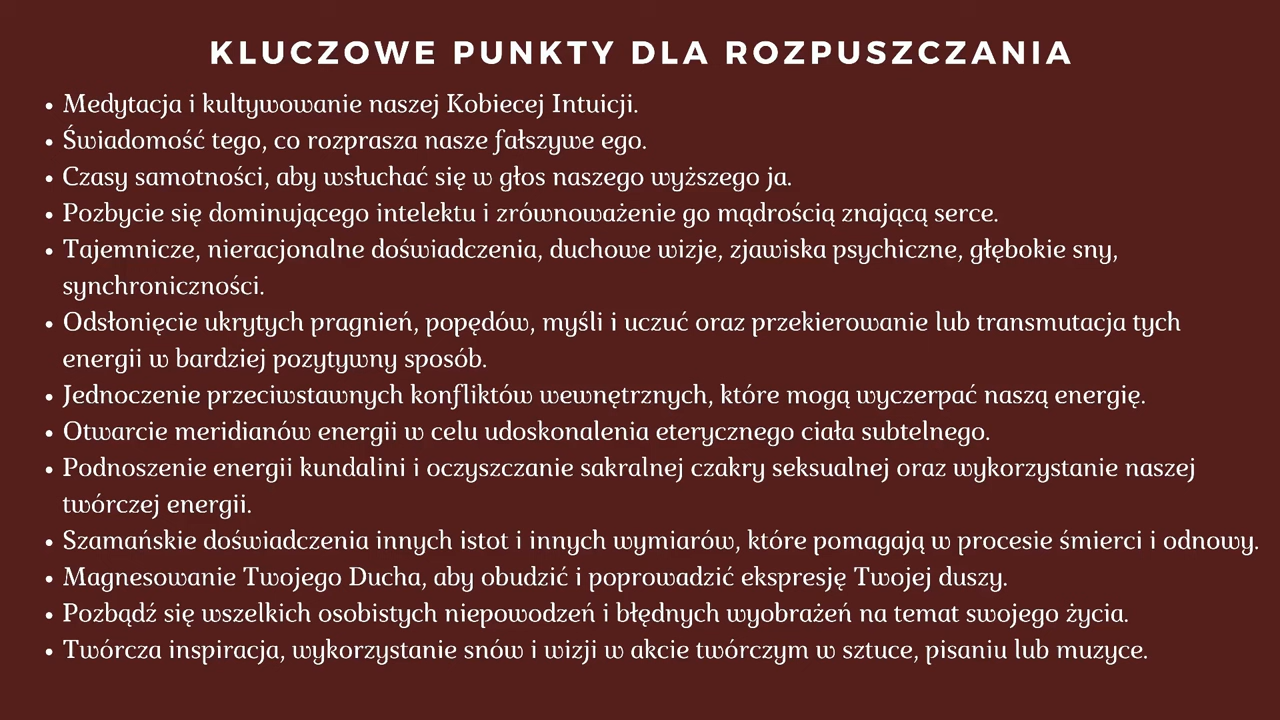 KLUCZOWE PUNKTY DLA ROZPUSZCZANIA
• Medytacja i kultywowanie naszej Kobiecej Intuicji.
• Świadomość tego, co rozprasza nasze fałszywe ego.
• Czasy samotności, aby wsłuchać się w głos naszego wyższego ja.
• Pozbycie się dominującego intelektu i zrównoważenie go mądrością znającą serce.
• Tajemnicze, nieracjonalne doświadczenia, duchowe wizje, zjawiska psychiczne, głębokie sny,
synchroniczności.
• Odsłonięcie ukrytych pragnień, popędów, myśli i uczuć oraz przekierowanie lub transmutacja tych
energii w bardziej pozytywny sposób.
• Jednoczenie przeciwstawnych konfliktów wewnętrznych, które mogą wyczerpać naszą energię.
• Otwarcie meridianów energii w celu udoskonalenia eterycznego ciała subtelnego.
• Podnoszenie energii kundalini i oczyszczanie sakralnej czakry seksualnej oraz wykorzystanie naszej
twórczej energii.
• Szamańskie doświadczenia innych istot i innych wymiarów, które pomagają w procesie śmierci i odnowy.
• Magnesowanie Twojego Ducha, aby obudzić i poprowadzić ekspresję Twojej duszy.
• Pozbądź się wszelkich osobistych niepowodzeń i błędnych wyobrażeń na temat swojego życia.
• Twórcza inspiracja, wykorzystanie snów i wizji w akcie twórczym w sztuce, pisaniu lub muzyce.